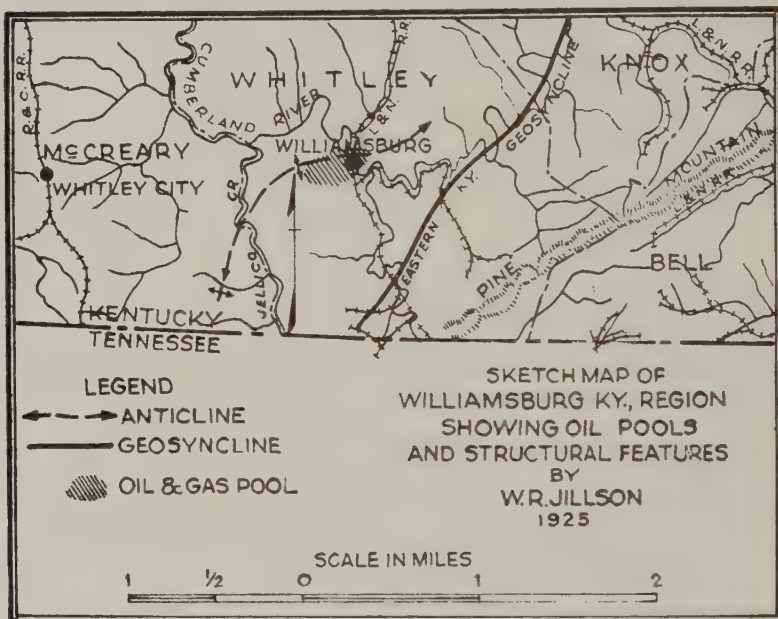 CUMBERLAND
RIVER
WHITLEY
L.&N.
R.R.
KNOX
L.&N.R.R.
R.& C.R.R.
McCREARY
WHITLEY CITY
WILLIAMSBURG
JELLICO
CR.
EASTERN
KY.
GEOSYNCLINE
PINE
MOUNTAIN
L.& N.R.R.
BELL
KENTUCKY
TENNESSEE
LEGEND
ANTICLINE
GEOSYNCLINE
OIL & GAS POOL
SKETCH MAP OF
WILLIAMSBURG KY., REGION
SHOWING OIL POOLS
AND STRUCTURAL FEATURES
BY
W.R.JILLSON
1925
SCALE IN MILES
1 1/2 0 1 2